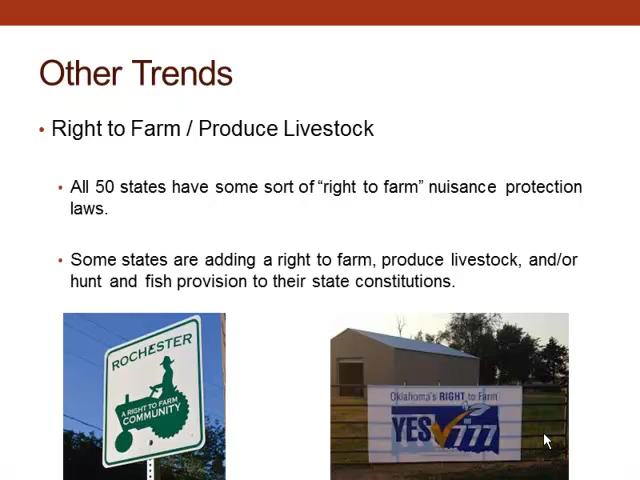 Other Trends
• Right to Farm / Produce Livestock
• All 50 states have some sort of “right to farm” nuisance protection
laws.
• Some states are adding a right to farm, produce livestock, and/or
hunt and fish provision to their state constitutions.
ROCHESTER
A RIGHT TO FARM
COMMUNITY
Oklahoma's RIGHT to Farm
YES 777